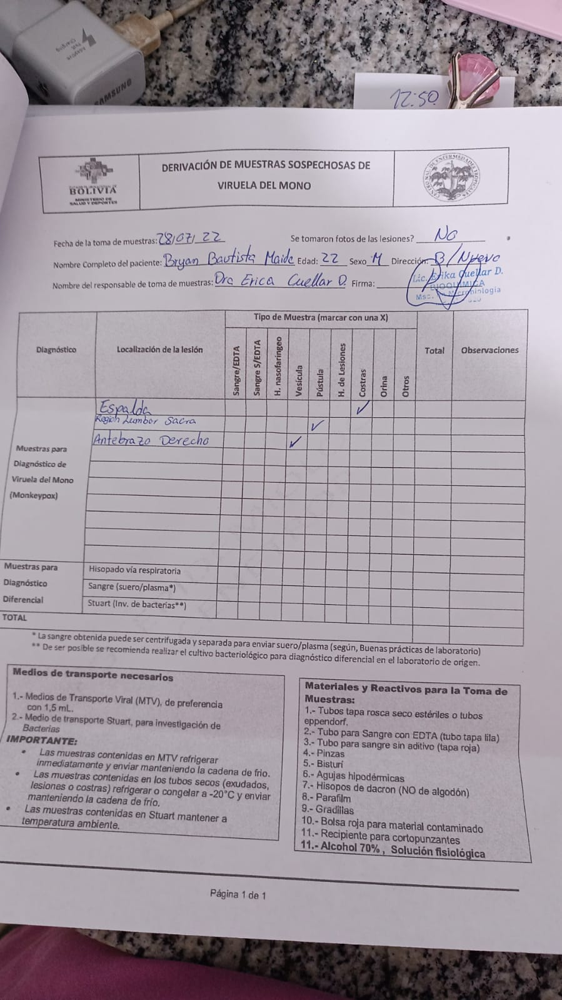 SAMSUNG
12:50
BOLIVIA
MINISTERIO DE
SALUD Y DEPORTES
DERIVACIÓN DE MUESTRAS SOSPECHOSAS DE
VIRUELA DEL MONO
Fecha de la toma de muestras: 28/07/22 Se tomaron fotos de las lesiones? No
Nombre Completo del paciente: Bryan Bautista Maide Edad: 22 Sexo M Dirección: B/Nuevo
Nombre del responsable de toma de muestras: Dra Erica Cuellar D. Firma:
Lic. Erika Cuellar D.
BIOQUIMICA
Msc. Microbiologia
Diagnóstico Localización de la lesión Tipo de Muestra (marcar con una X) Total Observaciones
Sangre/EDTA
Sangre S/EDTA
H. nasofaríngeo
Vesícula
Pústula
H. de Lesiones
Costras
Orina
Otros
Espalda ✓
Region Lumbar Sacra ✓
Antebrazo Derecho ✓
Muestras para
Diagnóstico de
Viruela del Mono
(Monkeypox)
Muestras para
Diagnóstico
Diferencial
Hisopado vía respiratoria
Sangre (suero/plasma*)
Stuart (Inv. de bacterias**)
TOTAL
* La sangre obtenida puede ser centrifugada y separada para enviar suero/plasma (según, Buenas prácticas de laboratorio)
** De ser posible se recomienda realizar el cultivo bacteriológico para diagnóstico diferencial en el laboratorio de origen.
Medios de transporte necesarios
1.- Medios de Transporte Viral (MTV), de preferencia
con 1,5 mL.
2.- Medio de transporte Stuart, para investigación de
Bacterias
IMPORTANTE:
• Las muestras contenidas en MTV refrigerar
inmediatamente y enviar manteniendo la cadena de frio.
• Las muestras contenidas en los tubos secos (exudados,
lesiones o costras) refrigerar o congelar a -20°C y enviar
manteniendo la cadena de frío.
• Las muestras contenidas en Stuart mantener a
temperatura ambiente.
Materiales y Reactivos para la Toma de
Muestras:
1.- Tubos tapa rosca seco estériles o tubos
eppendorf.
2.- Tubo para Sangre con EDTA (tubo tapa lila)
3.- Tubo para sangre sin aditivo (tapa roja)
4.- Pinzas
5.- Bisturí
6.- Agujas hipodérmicas
7.- Hisopos de dacron (NO de algodón)
8.- Parafilm
9.- Gradillas
10.- Bolsa roja para material contaminado
11.- Recipiente para cortopunzantes
11.- Alcohol 70% , Solución fisiológica
Página 1 de 1